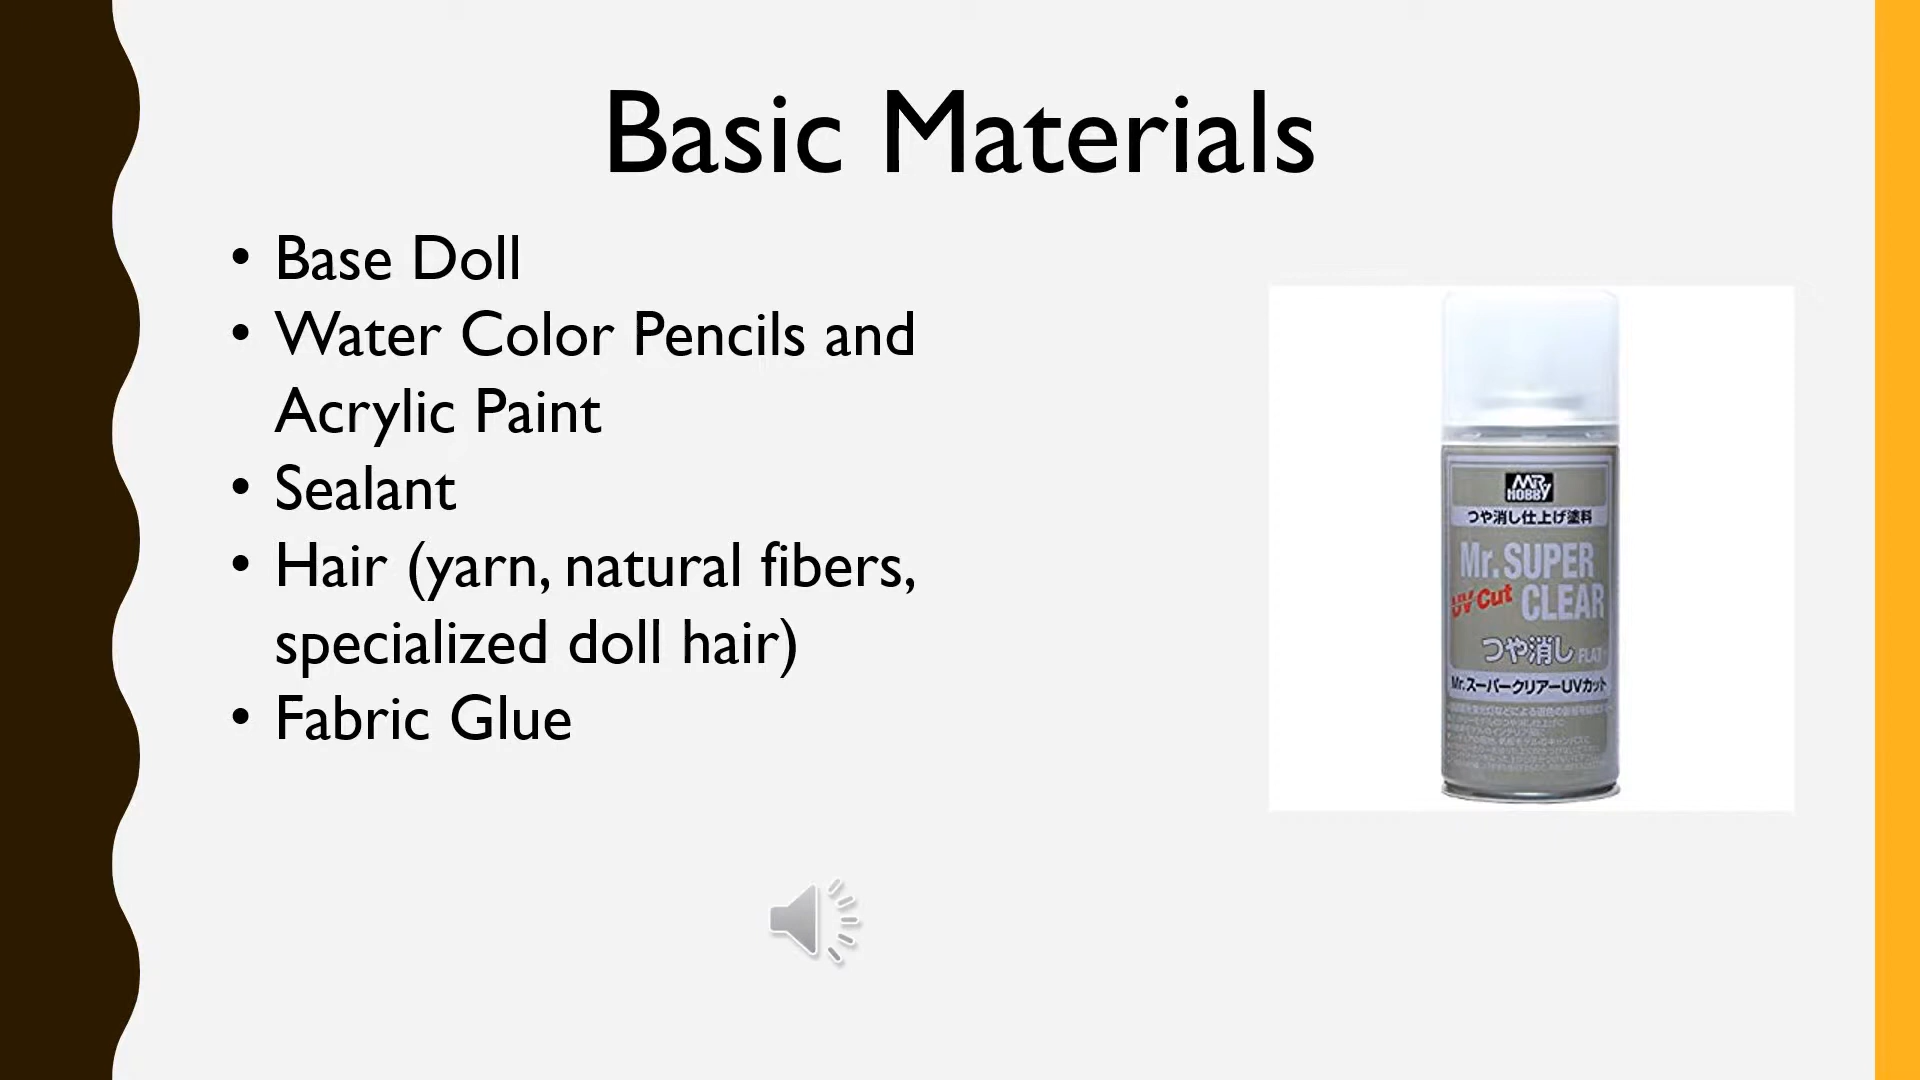 Basic Materials
• Base Doll
• Water Color Pencils and
Acrylic Paint
• Sealant
• Hair (yarn, natural fibers,
specialized doll hair)
• Fabric Glue
MR HOBBY
つや消し仕上げ塗料
Mr. SUPER
UV Cut CLEAR
つや消し FLAT
Mr.スーパークリアーUVカット